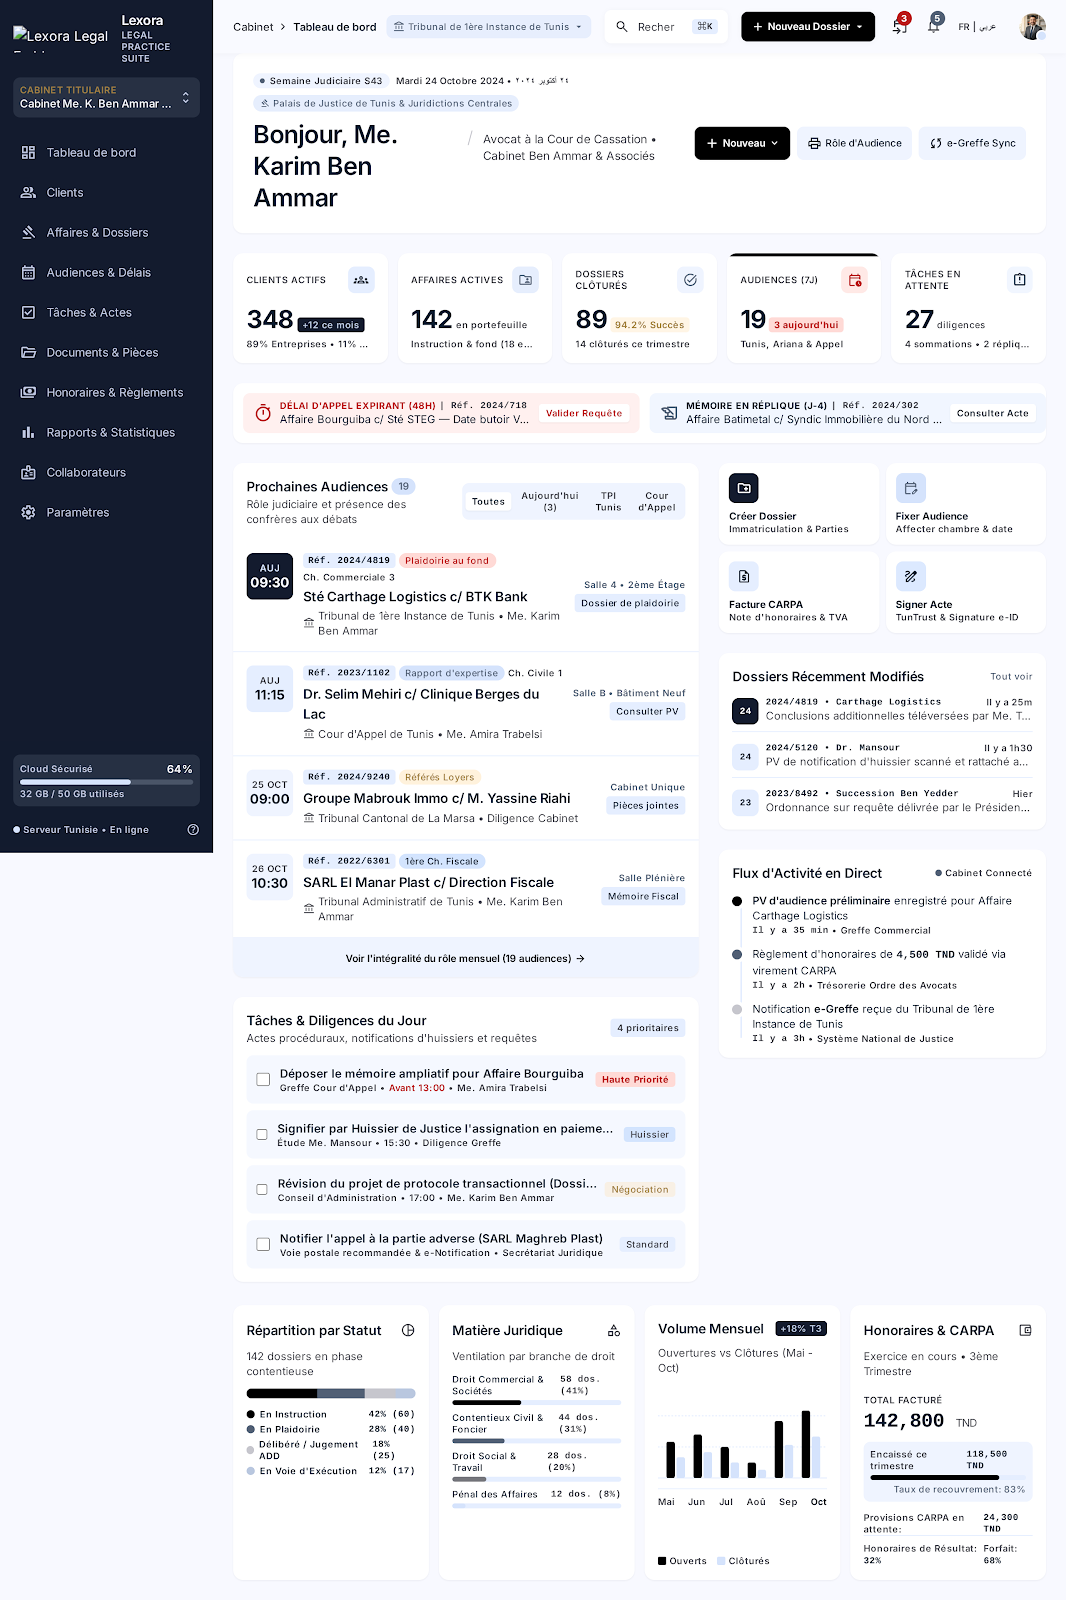 Lexora Legal
Lexora
LEGAL
PRACTICE
SUITE
CABINET TITULAIRE
Cabinet Me. K. Ben Ammar ...
Tableau de bord
Clients
Affaires & Dossiers
Audiences & Délais
Tâches & Actes
Documents & Pièces
Honoraires & Règlements
Rapports & Statistiques
Collaborateurs
Paramètres
Cloud Sécurisé 64%
32 GB / 50 GB utilisés
Serveur Tunisie • En ligne
Cabinet > Tableau de bord
Tribunal de 1ère Instance de Tunis
Recher ⌘K
+ Nouveau Dossier
3
5
FR | عربي
Semaine Judiciaire S43 Mardi 24 Octobre 2024 • ٢٤ أكتوبر ٢٠٢٤
Palais de Justice de Tunis & Juridictions Centrales
Bonjour, Me.
Karim Ben
Ammar
/ Avocat à la Cour de Cassation •
Cabinet Ben Ammar & Associés
+ Nouveau
Rôle d'Audience
e-Greffe Sync
CLIENTS ACTIFS
348 +12 ce mois
89% Entreprises • 11% ...
AFFAIRES ACTIVES
142 en portefeuille
Instruction & fond (18 e...
DOSSIERS
CLÔTURÉS
89 94.2% Succès
14 clôturés ce trimestre
AUDIENCES (7J)
19 3 aujourd'hui
Tunis, Ariana & Appel
TÂCHES EN
ATTENTE
27 diligences
4 sommations • 2 répliq...
DÉLAI D'APPEL EXPIRANT (48H) | Réf. 2024/718
Affaire Bourguiba c/ Sté STEG — Date butoir V...
Valider Requête
MÉMOIRE EN RÉPLIQUE (J-4) | Réf. 2024/302
Affaire Batimetal c/ Syndic Immobilière du Nord ...
Consulter Acte
Prochaines Audiences 19
Rôle judiciaire et présence des
confrères aux débats
Toutes
Aujourd'hui
(3)
TPI
Tunis
Cour
d'Appel
AUJ
09:30
Réf. 2024/4819 Plaidoirie au fond
Ch. Commerciale 3
Sté Carthage Logistics c/ BTK Bank
Tribunal de 1ère Instance de Tunis • Me. Karim
Ben Ammar
Salle 4 • 2ème Étage
Dossier de plaidoirie
AUJ
11:15
Réf. 2023/1102 Rapport d'expertise Ch. Civile 1
Dr. Selim Mehiri c/ Clinique Berges du
Lac
Cour d'Appel de Tunis • Me. Amira Trabelsi
Salle B • Bâtiment Neuf
Consulter PV
25 OCT
09:00
Réf. 2024/9240 Référés Loyers
Groupe Mabrouk Immo c/ M. Yassine Riahi
Tribunal Cantonal de La Marsa • Diligence Cabinet
Cabinet Unique
Pièces jointes
26 OCT
10:30
Réf. 2022/6301 1ère Ch. Fiscale
SARL El Manar Plast c/ Direction Fiscale
Tribunal Administratif de Tunis • Me. Karim Ben
Ammar
Salle Plénière
Mémoire Fiscal
Voir l'intégralité du rôle mensuel (19 audiences) →
Créer Dossier
Immatriculation & Parties
Fixer Audience
Affecter chambre & date
Facture CARPA
Note d'honoraires & TVA
Signer Acte
TunTrust & Signature e-ID
Dossiers Récemment Modifiés Tout voir
24
2024/4819 • Carthage Logistics Il y a 25m
Conclusions additionnelles téléversées par Me. T...
24
2024/5120 • Dr. Mansour Il y a 1h30
PV de notification d'huissier scanné et rattaché a...
23
2023/8492 • Succession Ben Yedder Hier
Ordonnance sur requête délivrée par le Présiden...
Flux d'Activité en Direct Cabinet Connecté
PV d'audience préliminaire enregistré pour Affaire
Carthage Logistics
Il y a 35 min • Greffe Commercial
Règlement d'honoraires de 4,500 TND validé via
virement CARPA
Il y a 2h • Trésorerie Ordre des Avocats
Notification e-Greffe reçue du Tribunal de 1ère
Instance de Tunis
Il y a 3h • Système National de Justice
Tâches & Diligences du Jour
Actes procéduraux, notifications d'huissiers et requêtes
4 prioritaires
Déposer le mémoire ampliatif pour Affaire Bourguiba
Greffe Cour d'Appel • Avant 13:00 • Me. Amira Trabelsi
Haute Priorité
Signifier par Huissier de Justice l'assignation en paieme...
Étude Me. Mansour • 15:30 • Diligence Greffe
Huissier
Révision du projet de protocole transactionnel (Dossi...
Conseil d'Administration • 17:00 • Me. Karim Ben Ammar
Négociation
Notifier l'appel à la partie adverse (SARL Maghreb Plast)
Voie postale recommandée & e-Notification • Secrétariat Juridique
Standard
Répartition par Statut
142 dossiers en phase
contentieuse
En Instruction 42% (60)
En Plaidoirie 28% (40)
Délibéré / Jugement
ADD
18%
(25)
En Voie d'Exécution 12% (17)
Matière Juridique
Ventilation par branche de droit
Droit Commercial &
Sociétés
58 dos.
(41%)
Contentieux Civil &
Foncier
44 dos.
(31%)
Droit Social &
Travail
28 dos.
(20%)
Pénal des Affaires 12 dos. (8%)
Volume Mensuel +18% T3
Ouvertures vs Clôtures (Mai -
Oct)
Mai Jun Jul Aoû Sep Oct
Ouverts Clôturés
Honoraires & CARPA
Exercice en cours • 3ème
Trimestre
TOTAL FACTURÉ
142,800 TND
Encaissé ce
trimestre
118,500
TND
Taux de recouvrement: 83%
Provisions CARPA en
attente:
24,300
TND
Honoraires de Résultat:
32%
Forfait:
68%